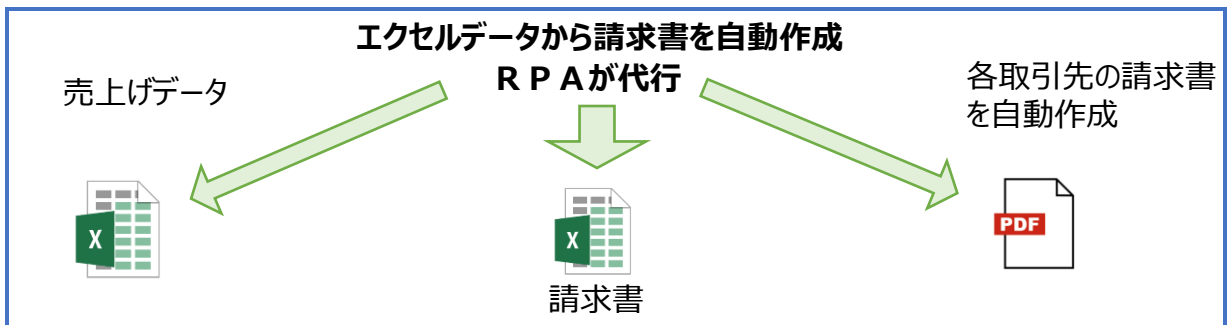 エクセルデータから請求書を自動作成
ＲＰＡが代行
売上げデータ
各取引先の請求書
を自動作成
X
X
請求書
PDF